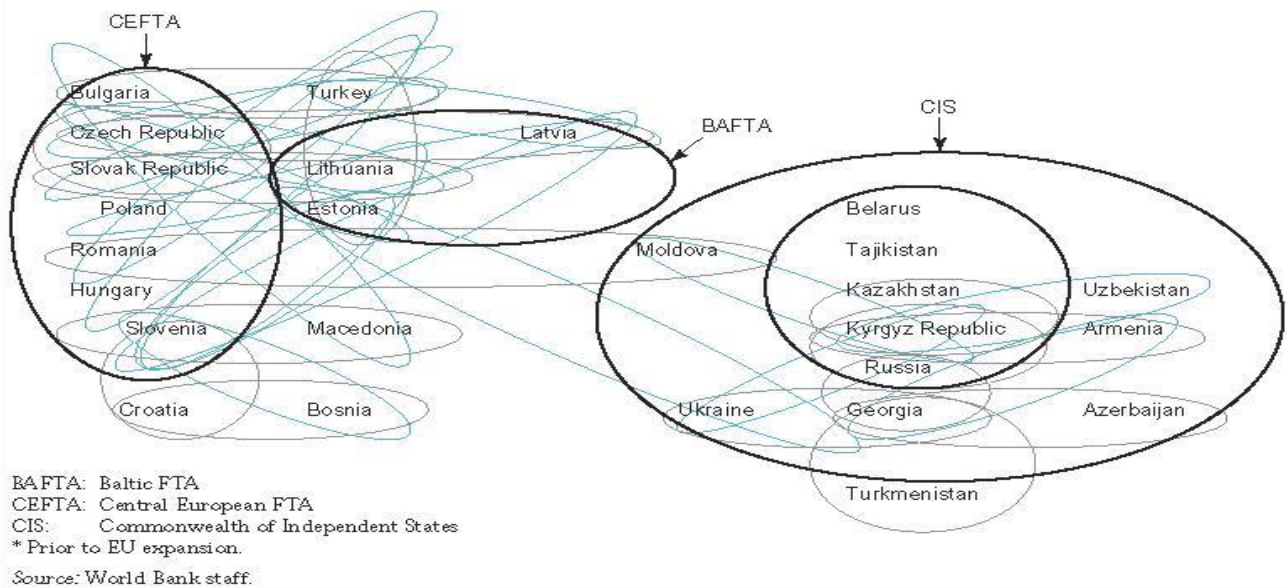 CEFTA
Bulgaria Turkey
CIS
Czech Republic Latvia BAFTA
Slovak Republic Lithuania
Poland Estonia Belarus
Romania Moldova Tajikistan
Hungary Kazakhstan Uzbekistan
Slovenia Macedonia Kyrgyz Republic Armenia
Russia
Croatia Bosnia Ukraine Georgia Azerbaijan
Turkmenistan
BAFTA: Baltic FTA
CEFTA: Central European FTA
CIS: Commonwealth of Independent States
* Prior to EU expansion.
Source: World Bank staff.